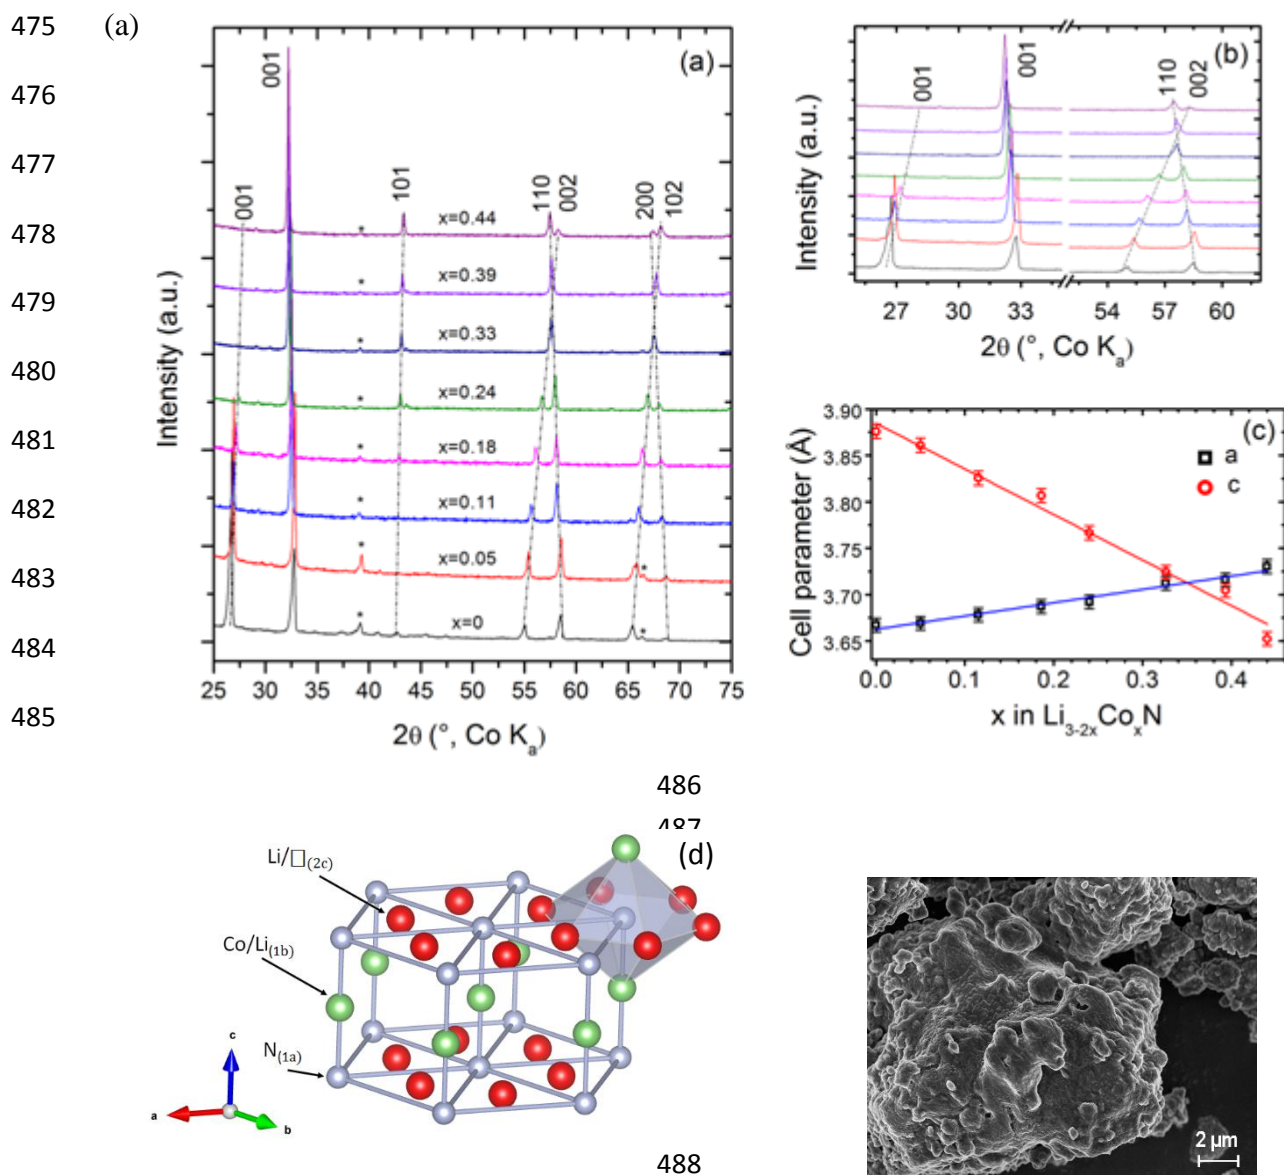 475
(a)
476
477
478
479
480
481
482
483
484
485
(a)
001
001
101
110
002
200
102
x=0.44
x=0.39
x=0.33
x=0.24
x=0.18
x=0.11
x=0.05
x=0
* * * * * * * * * *
Intensity (a.u.)
25 30 35 40 45 50 55 60 65 70 75
2θ (°, Co Ka)
(b)
001
001
110
002
Intensity (a.u.)
27 30 33 54 57 60
2θ (°, Co Ka)
(c)
a
c
Cell parameter (Å)
3.90
3.85
3.80
3.75
3.70
3.65
0.0 0.1 0.2 0.3 0.4
x in Li3-2xCoxN
486
487
(d)
Li/□(2c)
Co/Li(1b)
N(1a)
c
a
b
2 µm
488